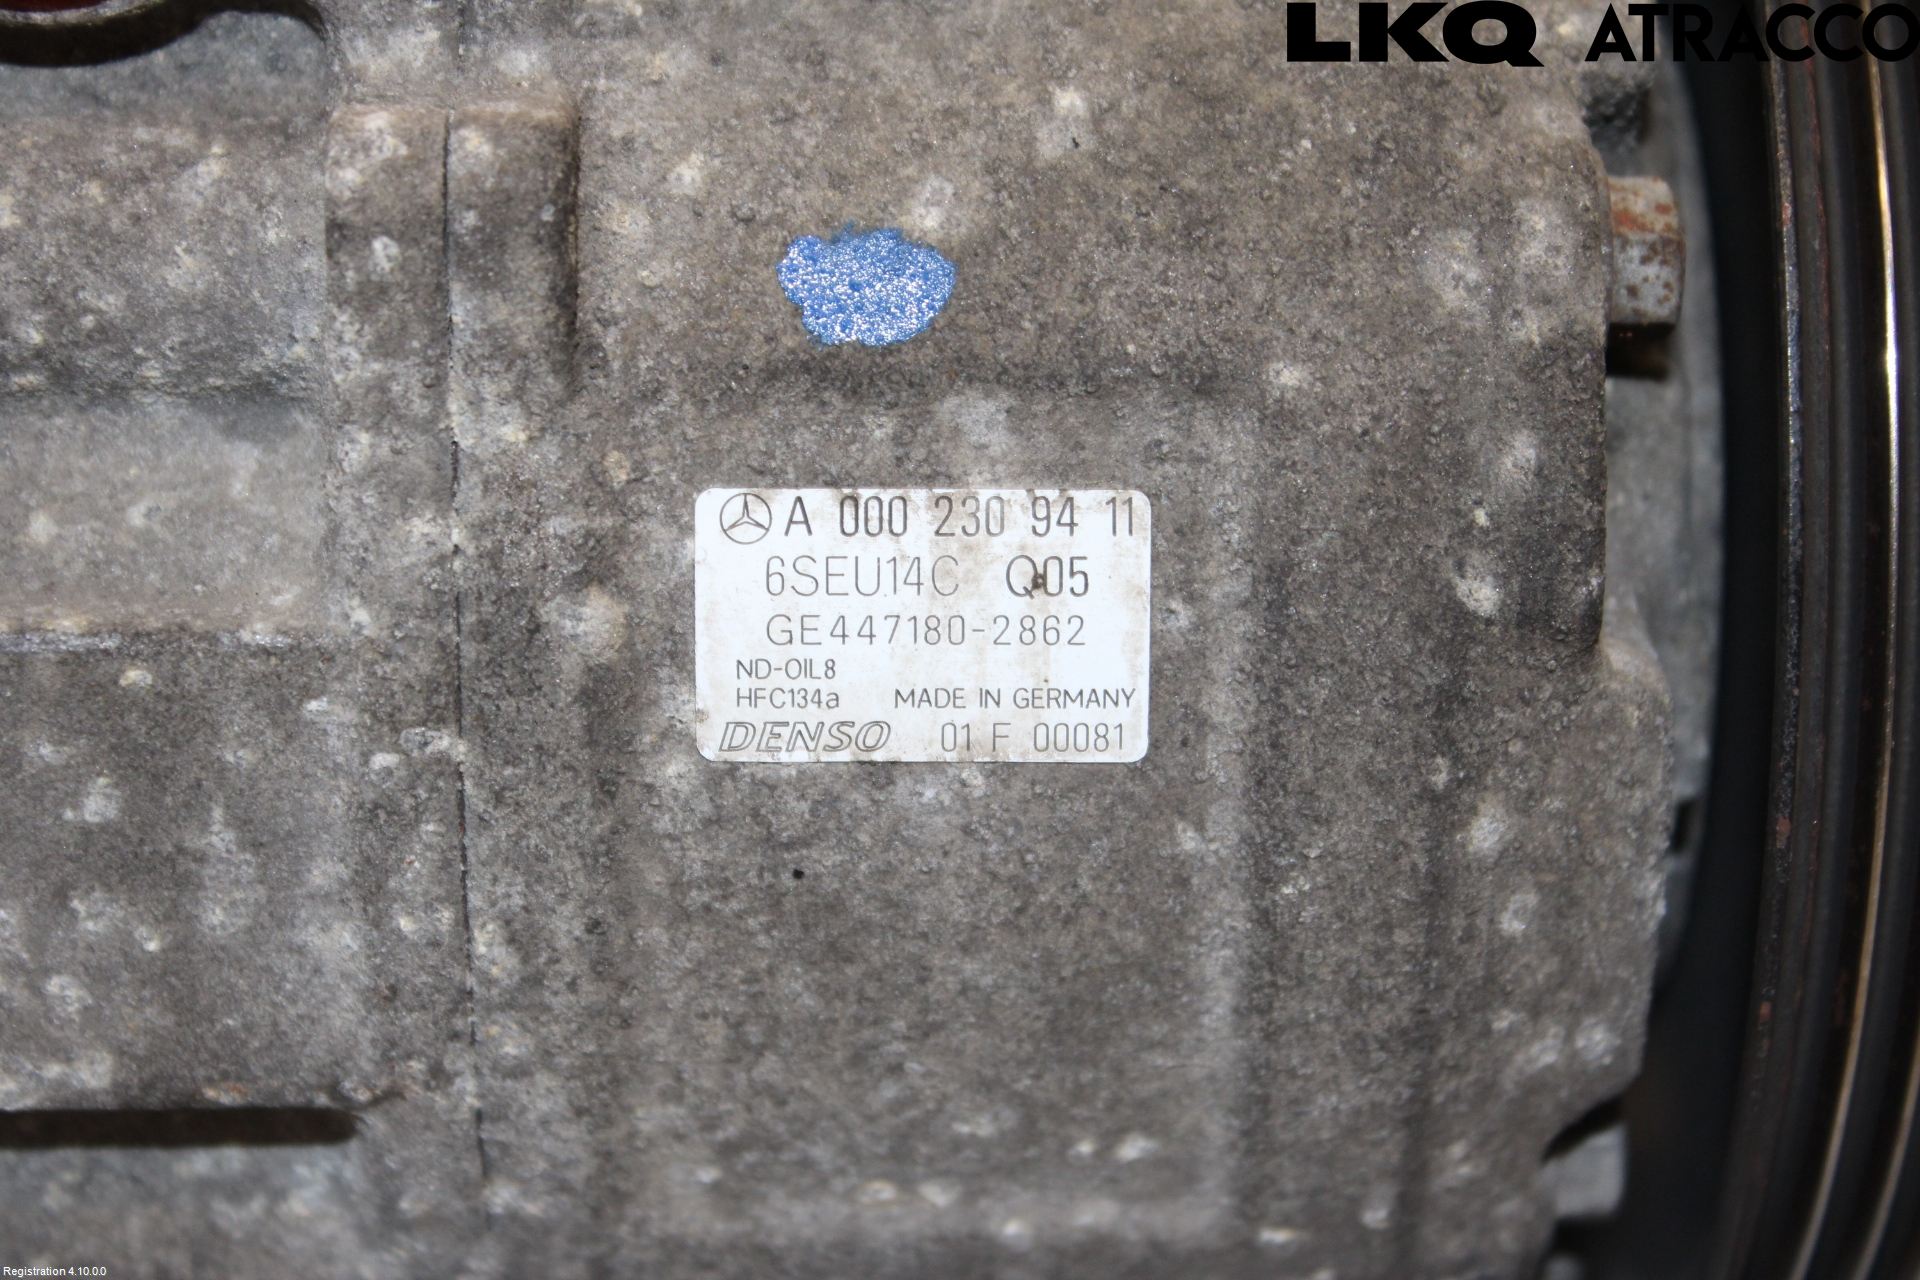 LKQ ATRACCO
A 000 230 94 11
6SEU14C Q05
GE447180-2862
ND-OIL8
HFC134a MADE IN GERMANY
DENSO 01 F 00081
Registration 4.10.0.0